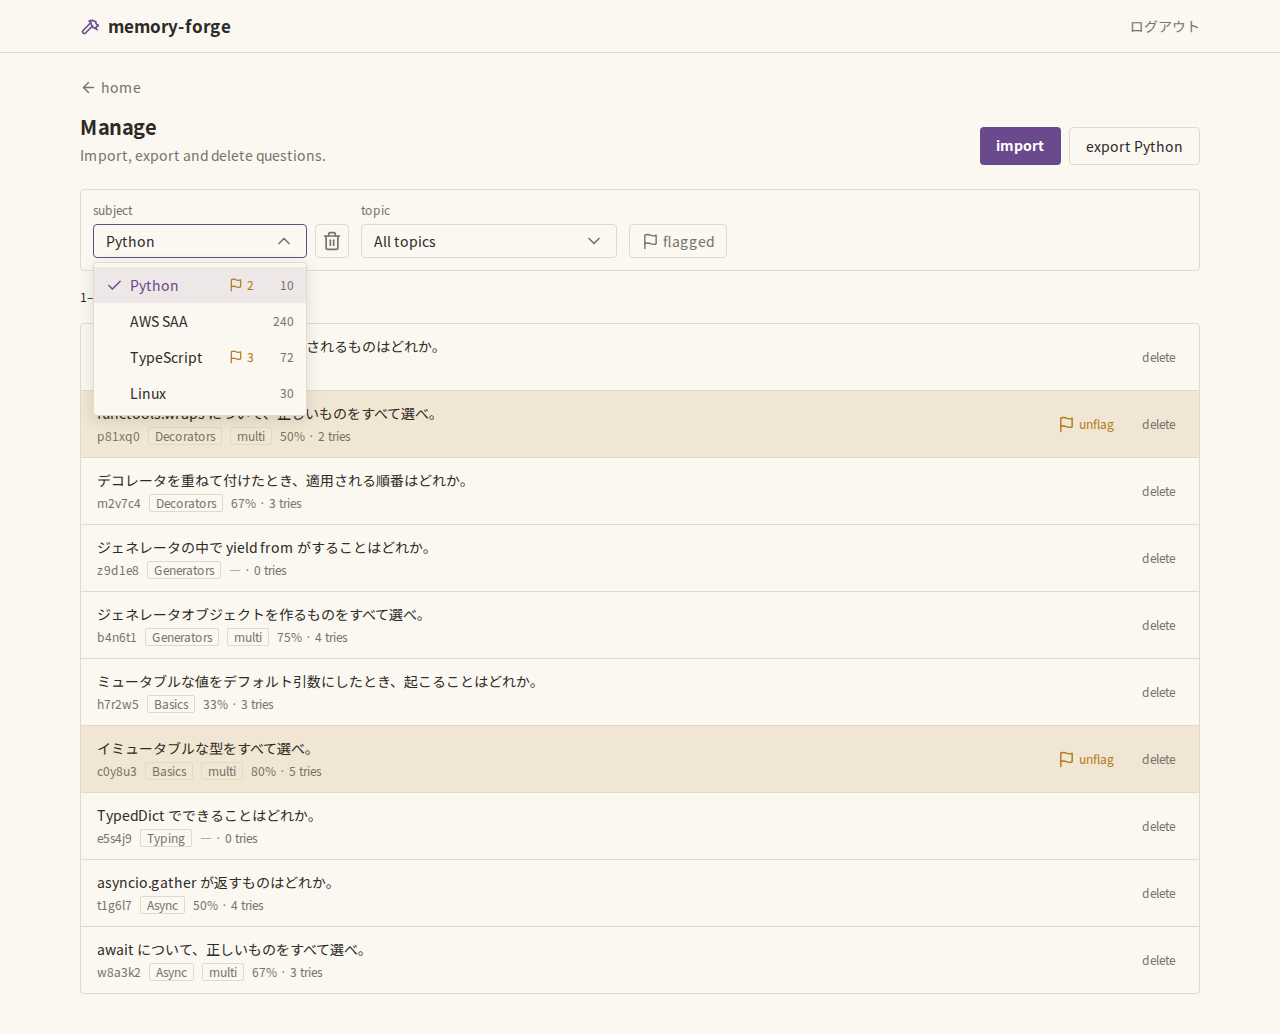 memory-forge
ログアウト
home
Manage
Import, export and delete questions.
import
export Python
subject
topic
Python
All topics
flagged
Python 2 10
AWS SAA 240
TypeScript 3 72
Linux 30
1–
されるものはどれか。
delete
functools.wraps について、正しいものをすべて選べ。
p81xq0 Decorators multi 50% · 2 tries
unflag
delete
デコレータを重ねて付けたとき、適用される順番はどれか。
m2v7c4 Decorators 67% · 3 tries
delete
ジェネレータの中で yield from がすることはどれか。
z9d1e8 Generators — · 0 tries
delete
ジェネレータオブジェクトを作るものをすべて選べ。
b4n6t1 Generators multi 75% · 4 tries
delete
ミュータブルな値をデフォルト引数にしたとき、起こることはどれか。
h7r2w5 Basics 33% · 3 tries
delete
イミュータブルな型をすべて選べ。
c0y8u3 Basics multi 80% · 5 tries
unflag
delete
TypedDict でできることはどれか。
e5s4j9 Typing — · 0 tries
delete
asyncio.gather が返すものはどれか。
t1g6l7 Async 50% · 4 tries
delete
await について、正しいものをすべて選べ。
w8a3k2 Async multi 67% · 3 tries
delete